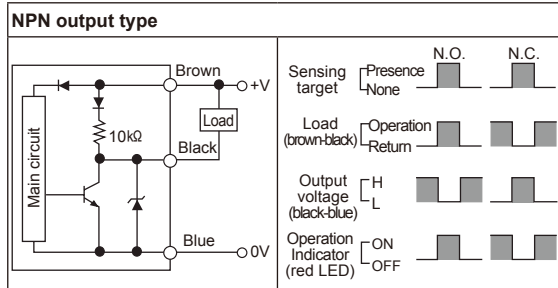 NPN output type
Main circuit
10kΩ
Brown
+V
Load
Black
Blue
0V
N.O.
N.C.
Sensing
target
Presence
None
Load
(brown-black)
Operation
Return
Output
voltage
(black-blue)
H
L
Operation
Indicator
(red LED)
ON
OFF